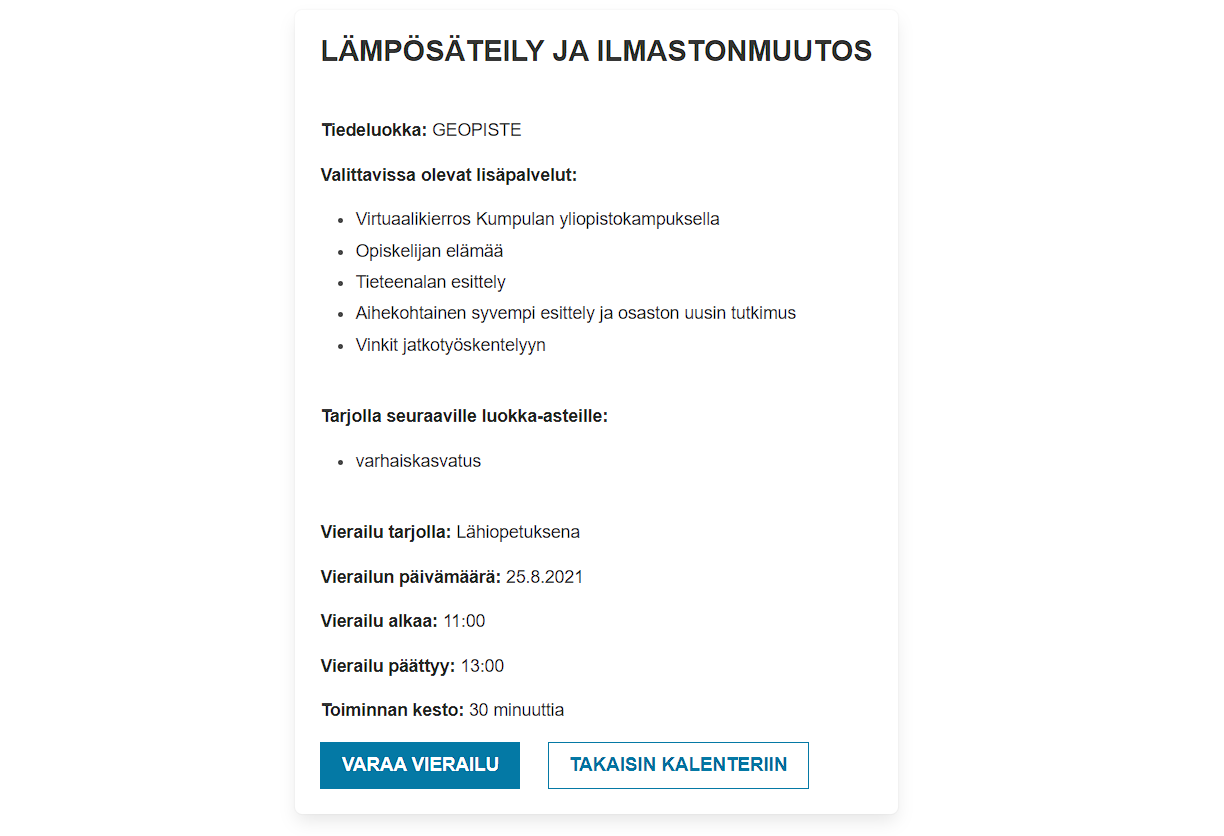 LÄMPÖSÄTEILY JA ILMASTONMUUTOS
Tiedeluokka: GEOPISTE
Valittavissa olevat lisäpalvelut:
• Virtuaalikierros Kumpulan yliopistokampuksella
• Opiskelijan elämää
• Tieteenalan esittely
• Aihekohtainen syvempi esittely ja osaston uusin tutkimus
• Vinkit jatkotyöskentelyyn
Tarjolla seuraaville luokka-asteille:
• varhaiskasvatus
Vierailu tarjolla: Lähiopetuksena
Vierailun päivämäärä: 25.8.2021
Vierailu alkaa: 11:00
Vierailu päättyy: 13:00
Toiminnan kesto: 30 minuuttia
VARAA VIERAILU TAKAISIN KALENTERIIN